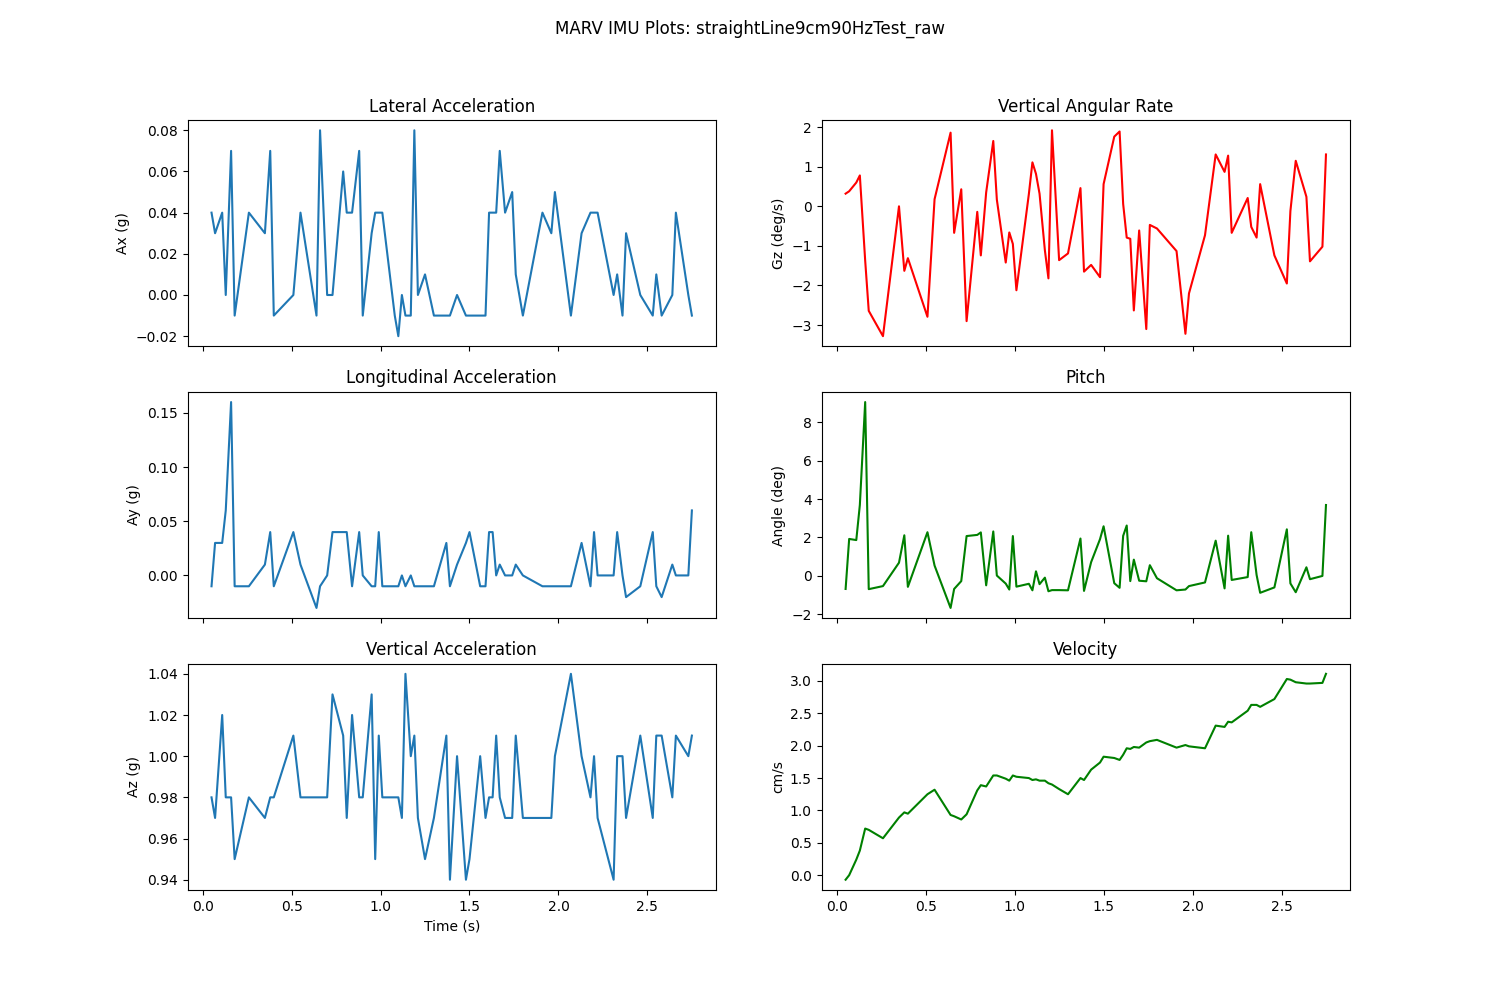 MARV IMU Plots: straightLine9cm90HzTest_raw
Lateral Acceleration
0.08
0.06
0.04
0.02
0.00
−0.02
Ax (g)
Vertical Angular Rate
2
1
0
−1
−2
−3
Gz (deg/s)
Longitudinal Acceleration
0.15
0.10
0.05
0.00
Ay (g)
Pitch
8
6
4
2
0
−2
Angle (deg)
Vertical Acceleration
1.04
1.02
1.00
0.98
0.96
0.94
Az (g)
0.0 0.5 1.0 1.5 2.0 2.5
Time (s)
Velocity
3.0
2.5
2.0
1.5
1.0
0.5
0.0
cm/s
0.0 0.5 1.0 1.5 2.0 2.5